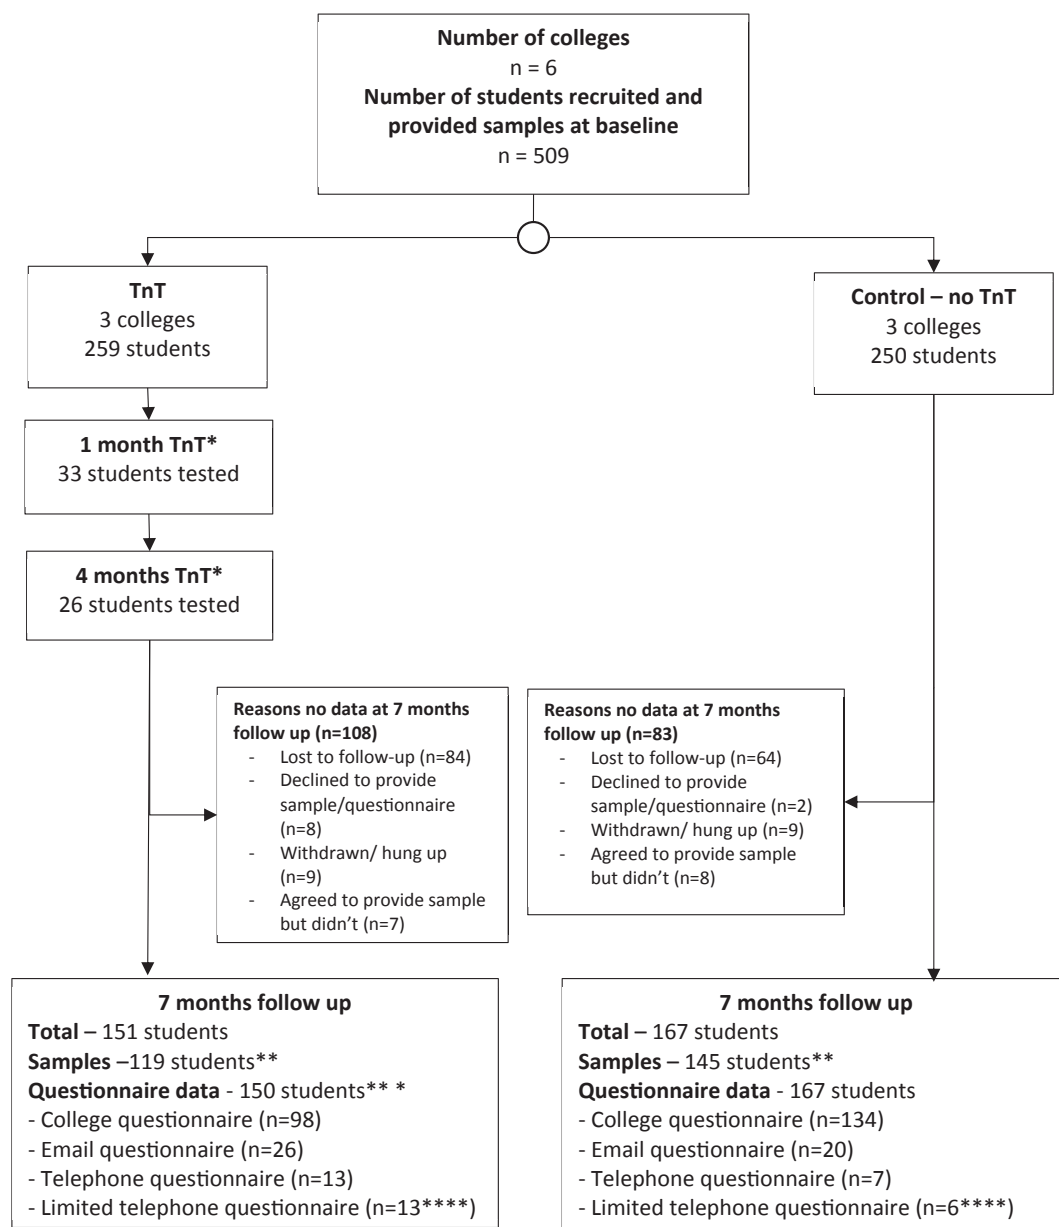 Number of colleges
n = 6
Number of students recruited and
provided samples at baseline
n = 509
TnT
3 colleges
259 students
Control – no TnT
3 colleges
250 students
1 month TnT*
33 students tested
4 months TnT*
26 students tested
Reasons no data at 7 months
follow up (n=108)
- Lost to follow-up (n=84)
- Declined to provide
sample/questionnaire
(n=8)
- Withdrawn/ hung up
(n=9)
- Agreed to provide sample
but didn’t (n=7)
Reasons no data at 7 months
follow up (n=83)
- Lost to follow-up (n=64)
- Declined to provide
sample/questionnaire (n=2)
- Withdrawn/ hung up (n=9)
- Agreed to provide sample
but didn’t (n=8)
7 months follow up
Total – 151 students
Samples –119 students**
Questionnaire data - 150 students** *
- College questionnaire (n=98)
- Email questionnaire (n=26)
- Telephone questionnaire (n=13)
- Limited telephone questionnaire (n=13****)
7 months follow up
Total – 167 students
Samples – 145 students**
Questionnaire data - 167 students
- College questionnaire (n=134)
- Email questionnaire (n=20)
- Telephone questionnaire (n=7)
- Limited telephone questionnaire (n=6****)